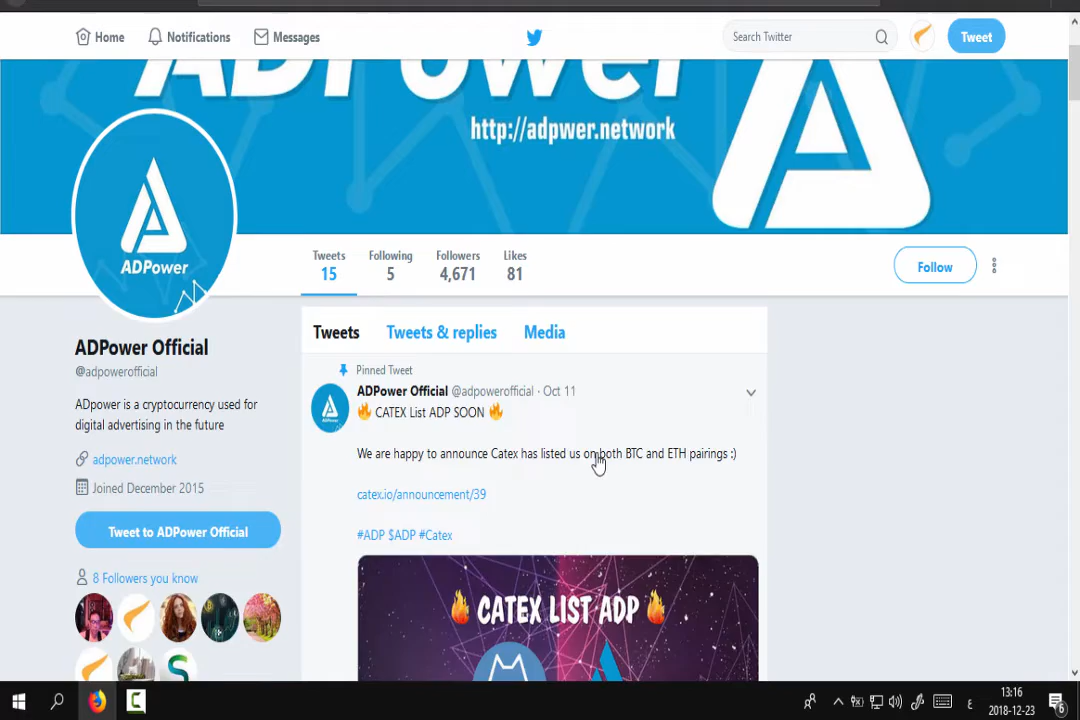 Home
Notifications
Messages
Search Twitter
Tweet
ADPower
http://adpwer.network
ADPower
Tweets
15
Following
5
Followers
4,671
Likes
81
Follow
ADPower Official
@adpowerofficial
ADpower is a cryptocurrency used for
digital advertising in the future
adpower.network
Joined December 2015
Tweet to ADPower Official
8 Followers you know
Tweets Tweets & replies Media
Pinned Tweet
ADPower Official @adpowerofficial · Oct 11
🔥 CATEX List ADP SOON 🔥
We are happy to announce Catex has listed us on both BTC and ETH pairings :)
catex.io/announcement/39
#ADP $ADP #Catex
🔥 CATEX LIST ADP 🔥
ع
13:16
2018-12-23
6